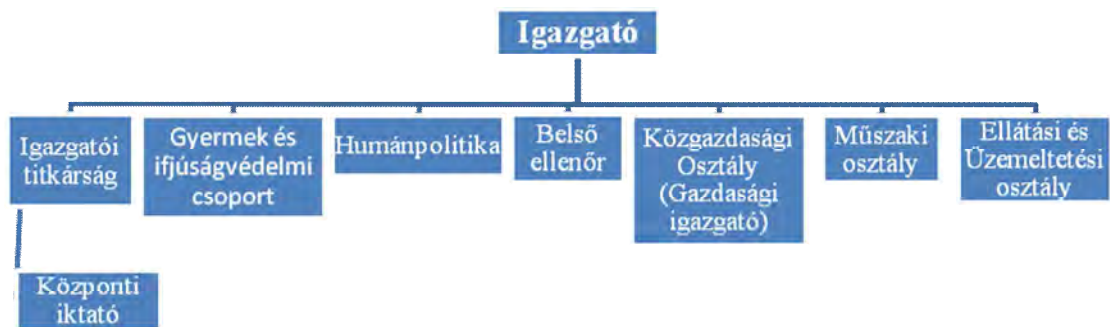 Igazgató
Igazgatói
titkárság
Gyermek és
ifjúságvédelmi
csoport
Humánpolitika
Belső
ellenőr
Közgazdasági
Osztály
(Gazdasági
igazgató)
Műszaki
osztály
Ellátási és
Üzemeltetési
osztály
Központi
iktató